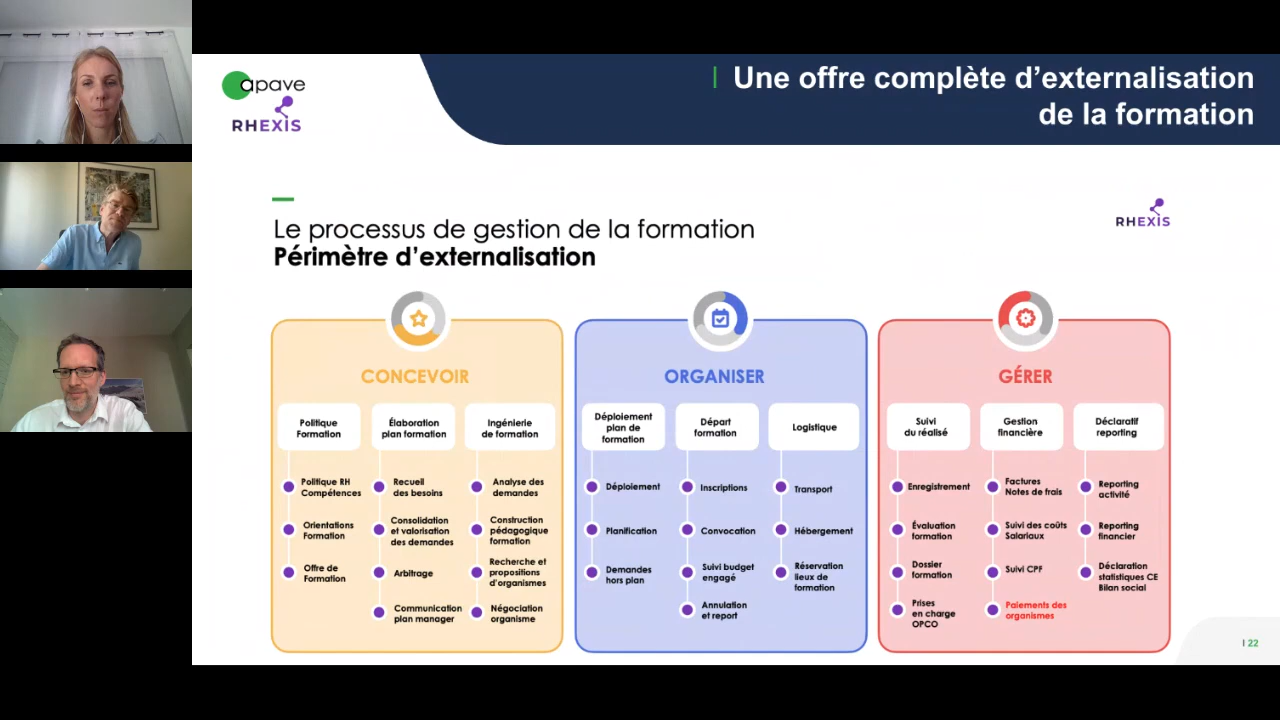 apave
RHEXIS
Une offre complète d’externalisation
de la formation
Le processus de gestion de la formation
Périmètre d’externalisation
RHEXIS
CONCEVOIR
Politique
Formation
Élaboration
plan formation
Ingénierie
de formation
Politique RH
Compétences
Orientations
Formation
Offre de
Formation
Recueil
des besoins
Consolidation
et valorisation
des demandes
Arbitrage
Communication
plan manager
Analyse des
demandes
Construction
pédagogique
formation
Recherche et
propositions
d’organismes
Négociation
organisme
ORGANISER
Déploiement
plan de
formation
Départ
formation
Logistique
Déploiement
Planification
Demandes
hors plan
Inscriptions
Convocation
Suivi budget
engagé
Annulation
et report
Transport
Hébergement
Réservation
lieux de
formation
GÉRER
Suivi
du réalisé
Gestion
financière
Déclaratif
reporting
Enregistrement
Évaluation
formation
Dossier
formation
Prises
en charge
OPCO
Factures
Notes de frais
Suivi des coûts
Salariaux
Suivi CPF
Paiements des
organismes
Reporting
activité
Reporting
financier
Déclaration
statistiques CE
Bilan social
I 22